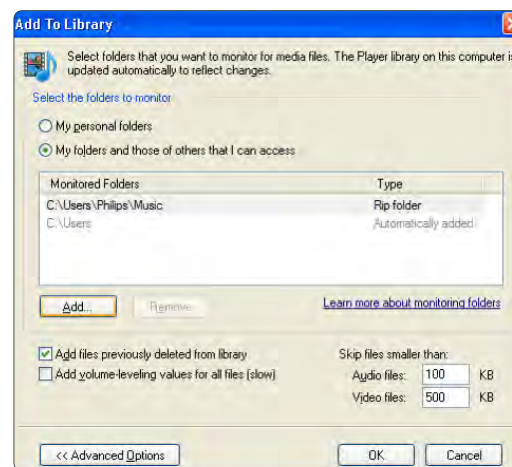 Add To Library
Select folders that you want to monitor for media files. The Player library on this computer is
updated automatically to reflect changes.
Select the folders to monitor
My personal folders
My folders and those of others that I can access
Monitored Folders Type
C:\Users\Philips\Music Rip folder
C:\Users Automatically added
Add... Remove Learn more about monitoring folders
Add files previously deleted from library Skip files smaller than:
Add volume-leveling values for all files (slow) Audio files: 100 KB
Video files: 500 KB
<< Advanced Options OK Cancel